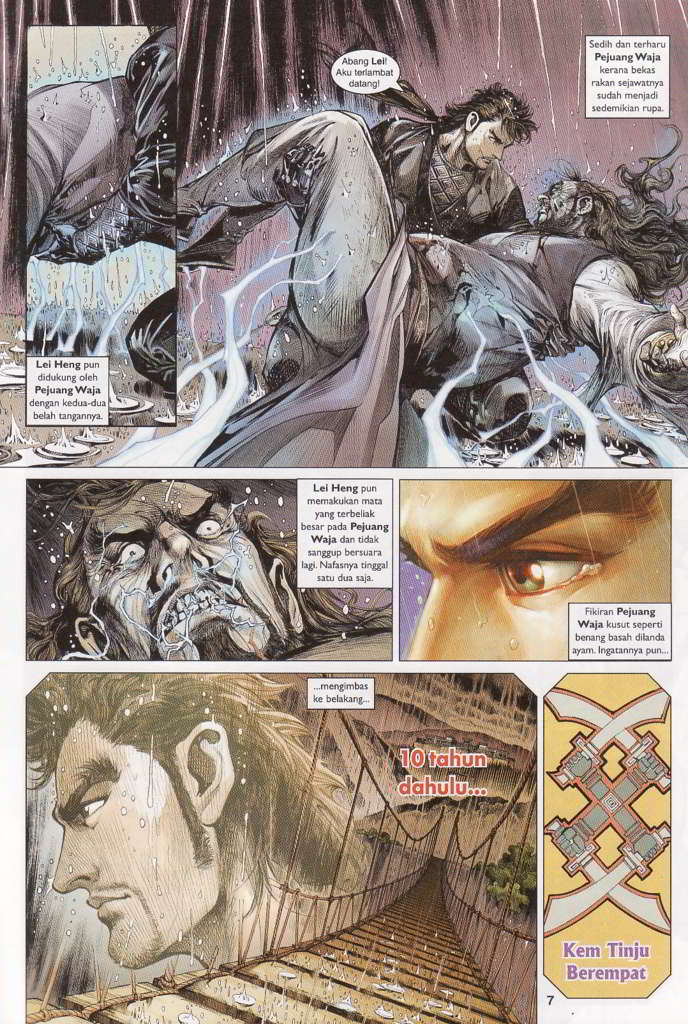 Abang Lei!
Aku terlambat
datang!
Sedih dan terharu
Pejuang Waja
kerana bekas
rakan sejawatnya
sudah menjadi
sedemikian rupa.
Lei Heng pun
didukung oleh
Pejuang Waja
dengan kedua-dua
belah tangannya.
Lei Heng pun
memakukan mata
yang terbeliak
besar pada Pejuang
Waja dan tidak
sanggup bersuara
lagi. Nafasnya tinggal
satu dua saja.
Fikiran Pejuang
Waja kusut seperti
benang basah dilanda
ayam. Ingatannya pun...
...mengimbas
ke belakang...
10 tahun
dahulu...
Kem Tinju
Berempat
7